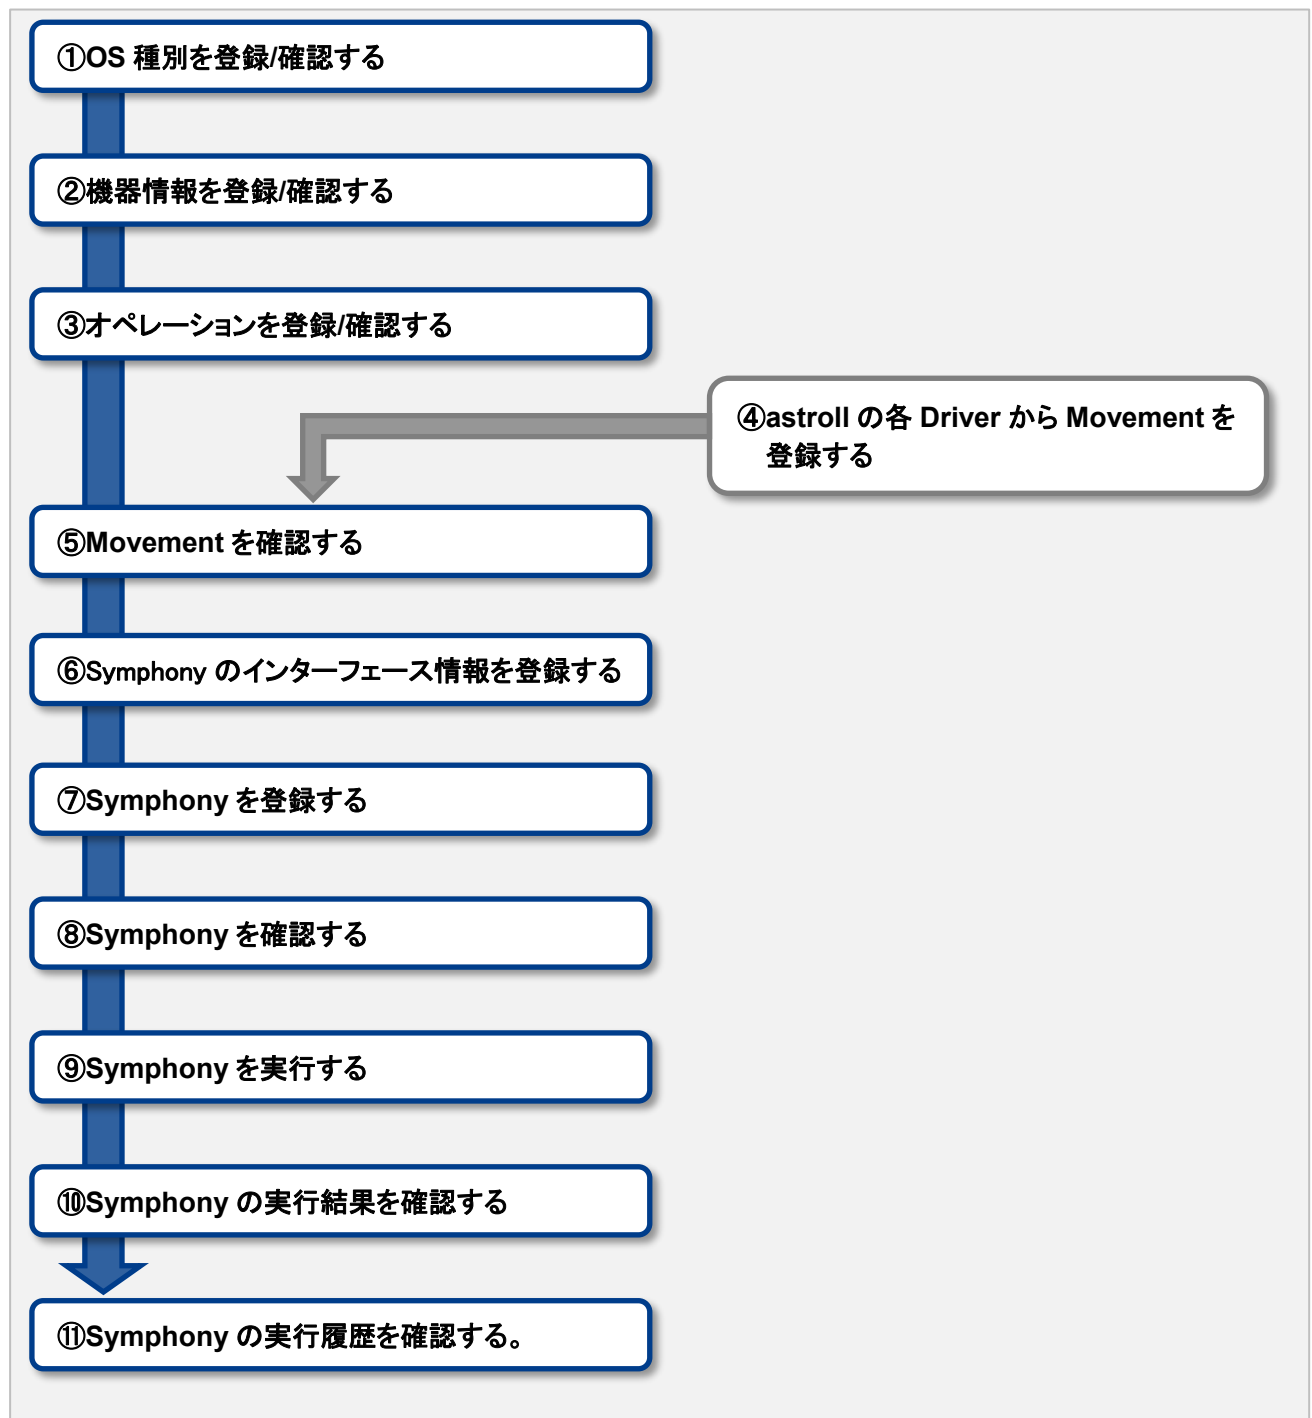 ①OS 種別を登録/確認する
②機器情報を登録/確認する
③オペレーションを登録/確認する
④astroll の各 Driver から Movement を
登録する
⑤Movement を確認する
⑥Symphony のインターフェース情報を登録する
⑦Symphony を登録する
⑧Symphony を確認する
⑨Symphony を実行する
⑩Symphony の実行結果を確認する
⑪Symphony の実行履歴を確認する。